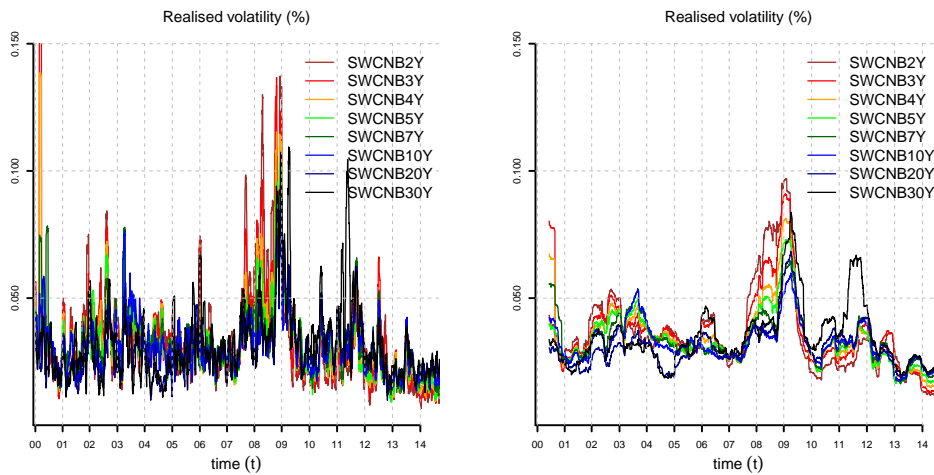 Realised volatility (%)
0.150
0.100
0.050
SWCNB2Y
SWCNB3Y
SWCNB4Y
SWCNB5Y
SWCNB7Y
SWCNB10Y
SWCNB20Y
SWCNB30Y
00 01 02 03 04 05 06 07 08 09 11 12 13 14
time (t)
Realised volatility (%)
0.150
0.100
0.050
SWCNB2Y
SWCNB3Y
SWCNB4Y
SWCNB5Y
SWCNB7Y
SWCNB10Y
SWCNB20Y
SWCNB30Y
00 01 02 03 04 05 06 07 08 09 10 11 12 13 14
time (t)